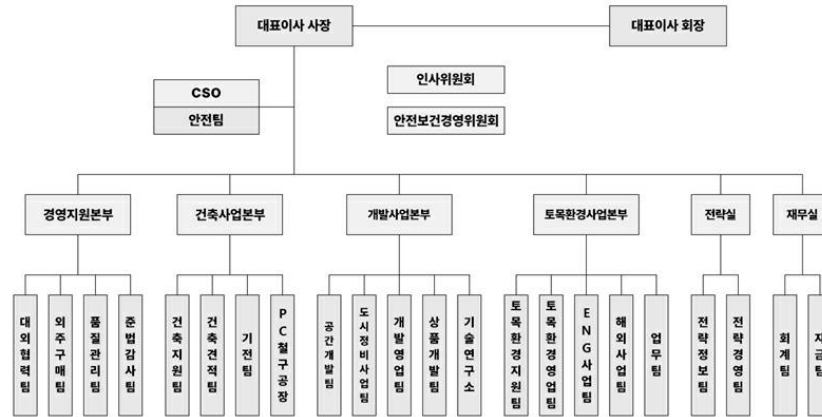 대표이사 사장
대표이사 회장
CSO
안전팀
인사위원회
안전보건경영위원회
경영지원본부
건축사업본부
개발사업본부
토목환경사업본부
전략실
재무실
대외협력팀
외주구매팀
품질관리팀
준법감사팀
건축지원팀
건축견적팀
기전팀
PC철구공장
공간개발팀
도시정비사업팀
개발영업팀
상품개발팀
기술연구소
토목환경지원팀
토목환경영업팀
ENG사업팀
해외사업팀
업무팀
전략정보팀
전략경영팀
회계팀
자금팀